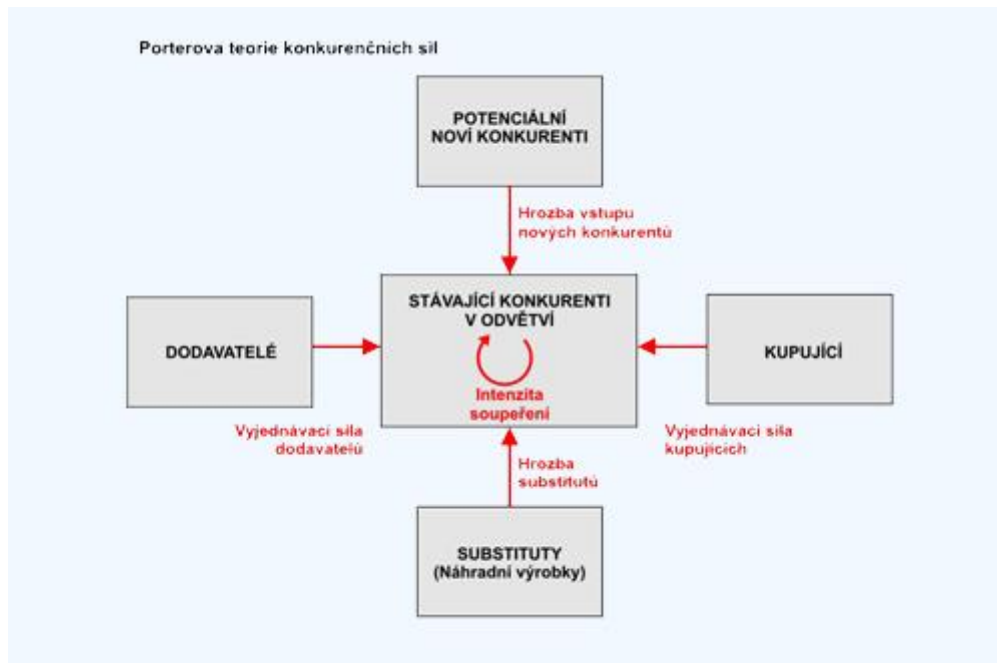 Porterova teorie konkurenčních sil
POTENCIÁLNÍ
NOVÍ KONKURENTI
Hrozba vstupu
nových konkurentů
STÁVAJÍCÍ KONKURENTI
V ODVĚTVÍ
Intenzita
soupeření
DODAVATELÉ
KUPUJÍCÍ
Vyjednávací síla
dodavatelů
Vyjednávací síla
kupujících
Hrozba
substitutů
SUBSTITUTY
(Náhradní výrobky)